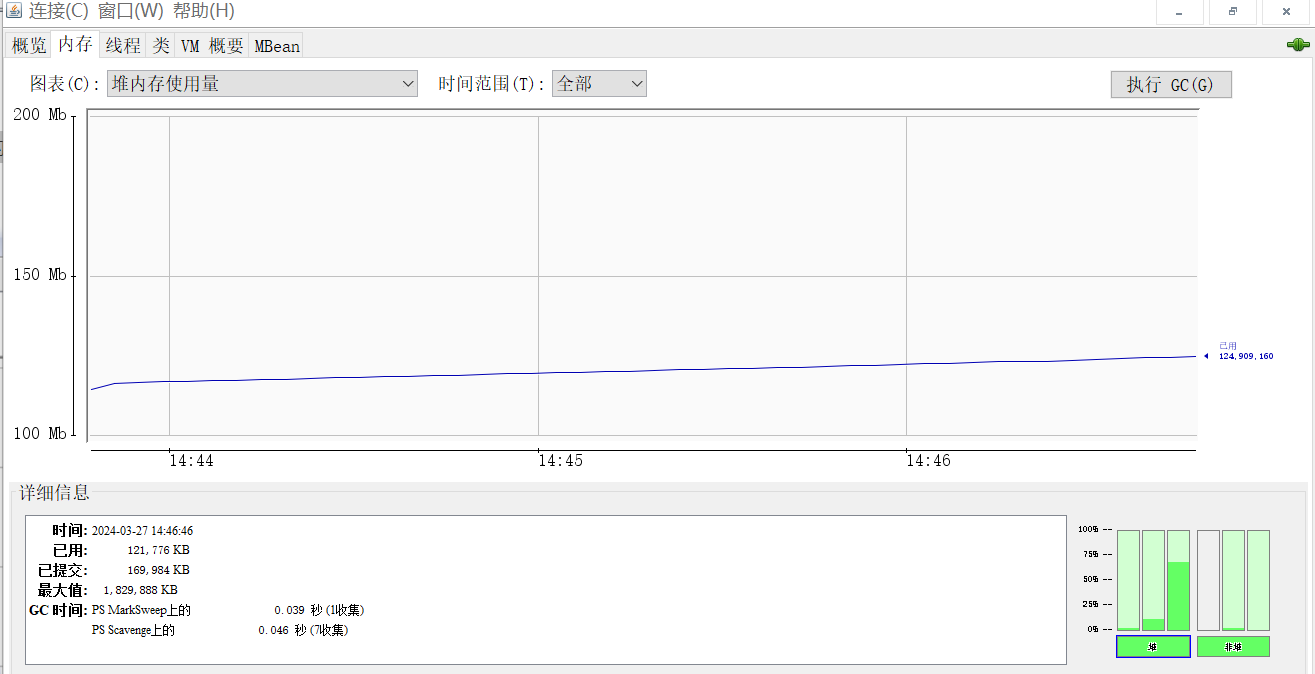 连接(C) 窗口(W) 帮助(H)
概览 内存 线程 类 VM 概要 MBean
图表(C): 堆内存使用量 时间范围(T): 全部 执行 GC(G)
200 Mb
150 Mb
已用
124,909,160
100 Mb
14:44 14:45 14:46
详细信息
时间: 2024-03-27 14:46:46
已用: 121,776 KB
已提交: 169,984 KB
最大值: 1,829,888 KB
GC 时间: PS MarkSweep上的 0.039 秒 (1收集)
PS Scavenge上的 0.046 秒 (7收集)
100% --
75% --
50% --
25% --
0% --
堆 非堆